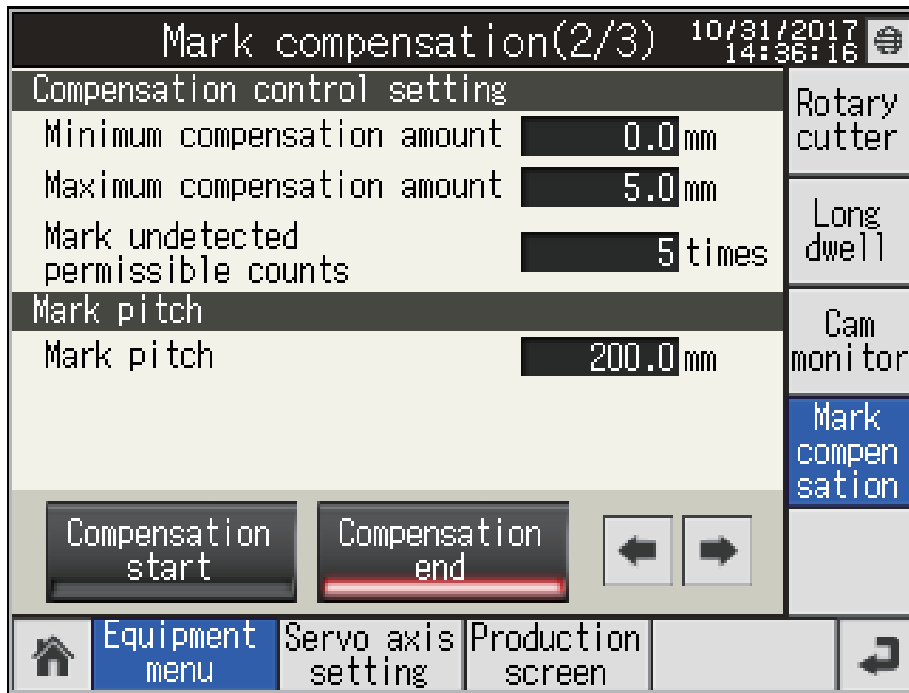 Mark compensation(2/3)
10/31/2017
14:36:16
Compensation control setting
Minimum compensation amount 0.0 mm
Maximum compensation amount 5.0 mm
Mark undetected
permissible counts 5 times
Mark pitch
Mark pitch 200.0 mm
Compensation
start
Compensation
end
Rotary
cutter
Long
dwell
Cam
monitor
Mark
compen
sation
Equipment
menu
Servo axis
setting
Production
screen